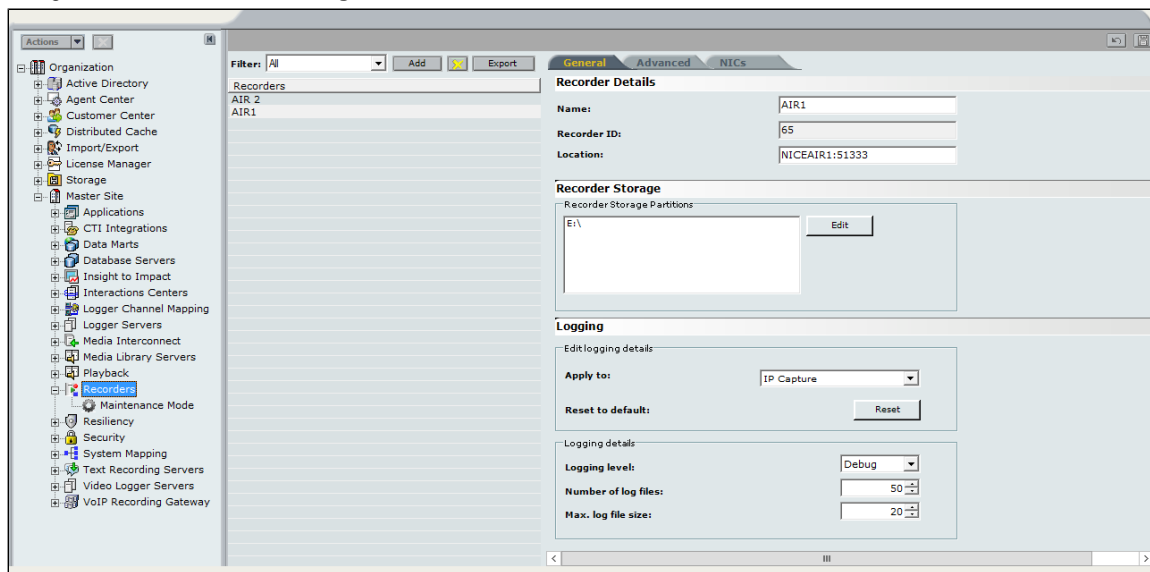 Actions
Organization
Active Directory
Agent Center
Customer Center
Distributed Cache
Import/Export
License Manager
Storage
Master Site
Applications
CTI Integrations
Data Marts
Database Servers
Insight to Impact
Interactions Centers
Logger Channel Mapping
Logger Servers
Media Interconnect
Media Library Servers
Playback
Recorders
Maintenance Mode
Resiliency
Security
System Mapping
Text Recording Servers
Video Logger Servers
VoIP Recording Gateway
Filter: All Add Export
Recorders
AIR 2
AIR1
General Advanced NICs
Recorder Details
Name: AIR1
Recorder ID: 65
Location: NICEAIR1:51333
Recorder Storage
Recorder Storage Partitions
E:\ Edit
Logging
Edit logging details
Apply to: IP Capture
Reset to default: Reset
Logging details
Logging level: Debug
Number of log files: 50
Max. log file size: 20